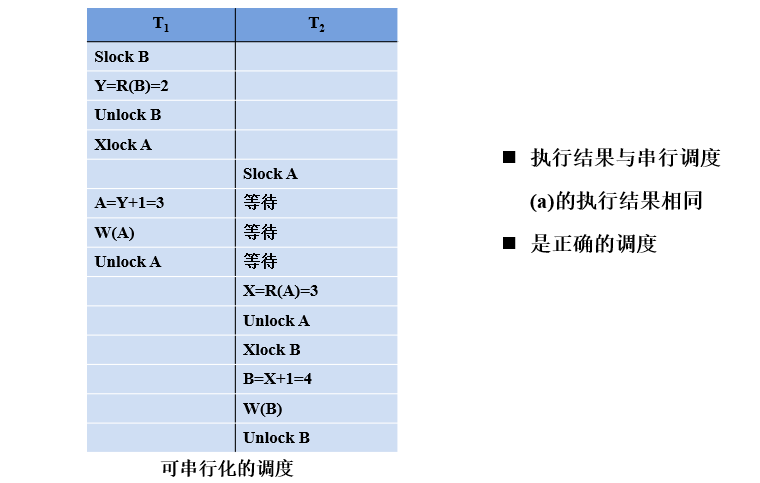 T1 T2
Slock B
Y=R(B)=2
Unlock B
Xlock A
Slock A
A=Y+1=3 等待
W(A) 等待
Unlock A 等待
X=R(A)=3
Unlock A
Xlock B
B=X+1=4
W(B)
Unlock B
可串行化的调度
■ 执行结果与串行调度
(a)的执行结果相同
■ 是正确的调度